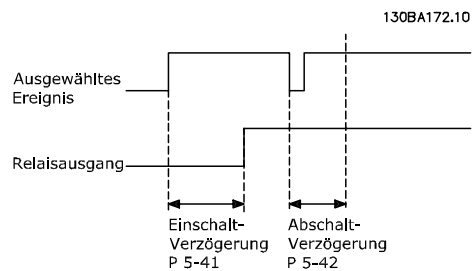 130BA172.10
Ausgewähltes
Ereignis
Relaisausgang
Einschalt-
Verzögerung
P 5-41
Abschalt-
Verzögerung
P 5-42